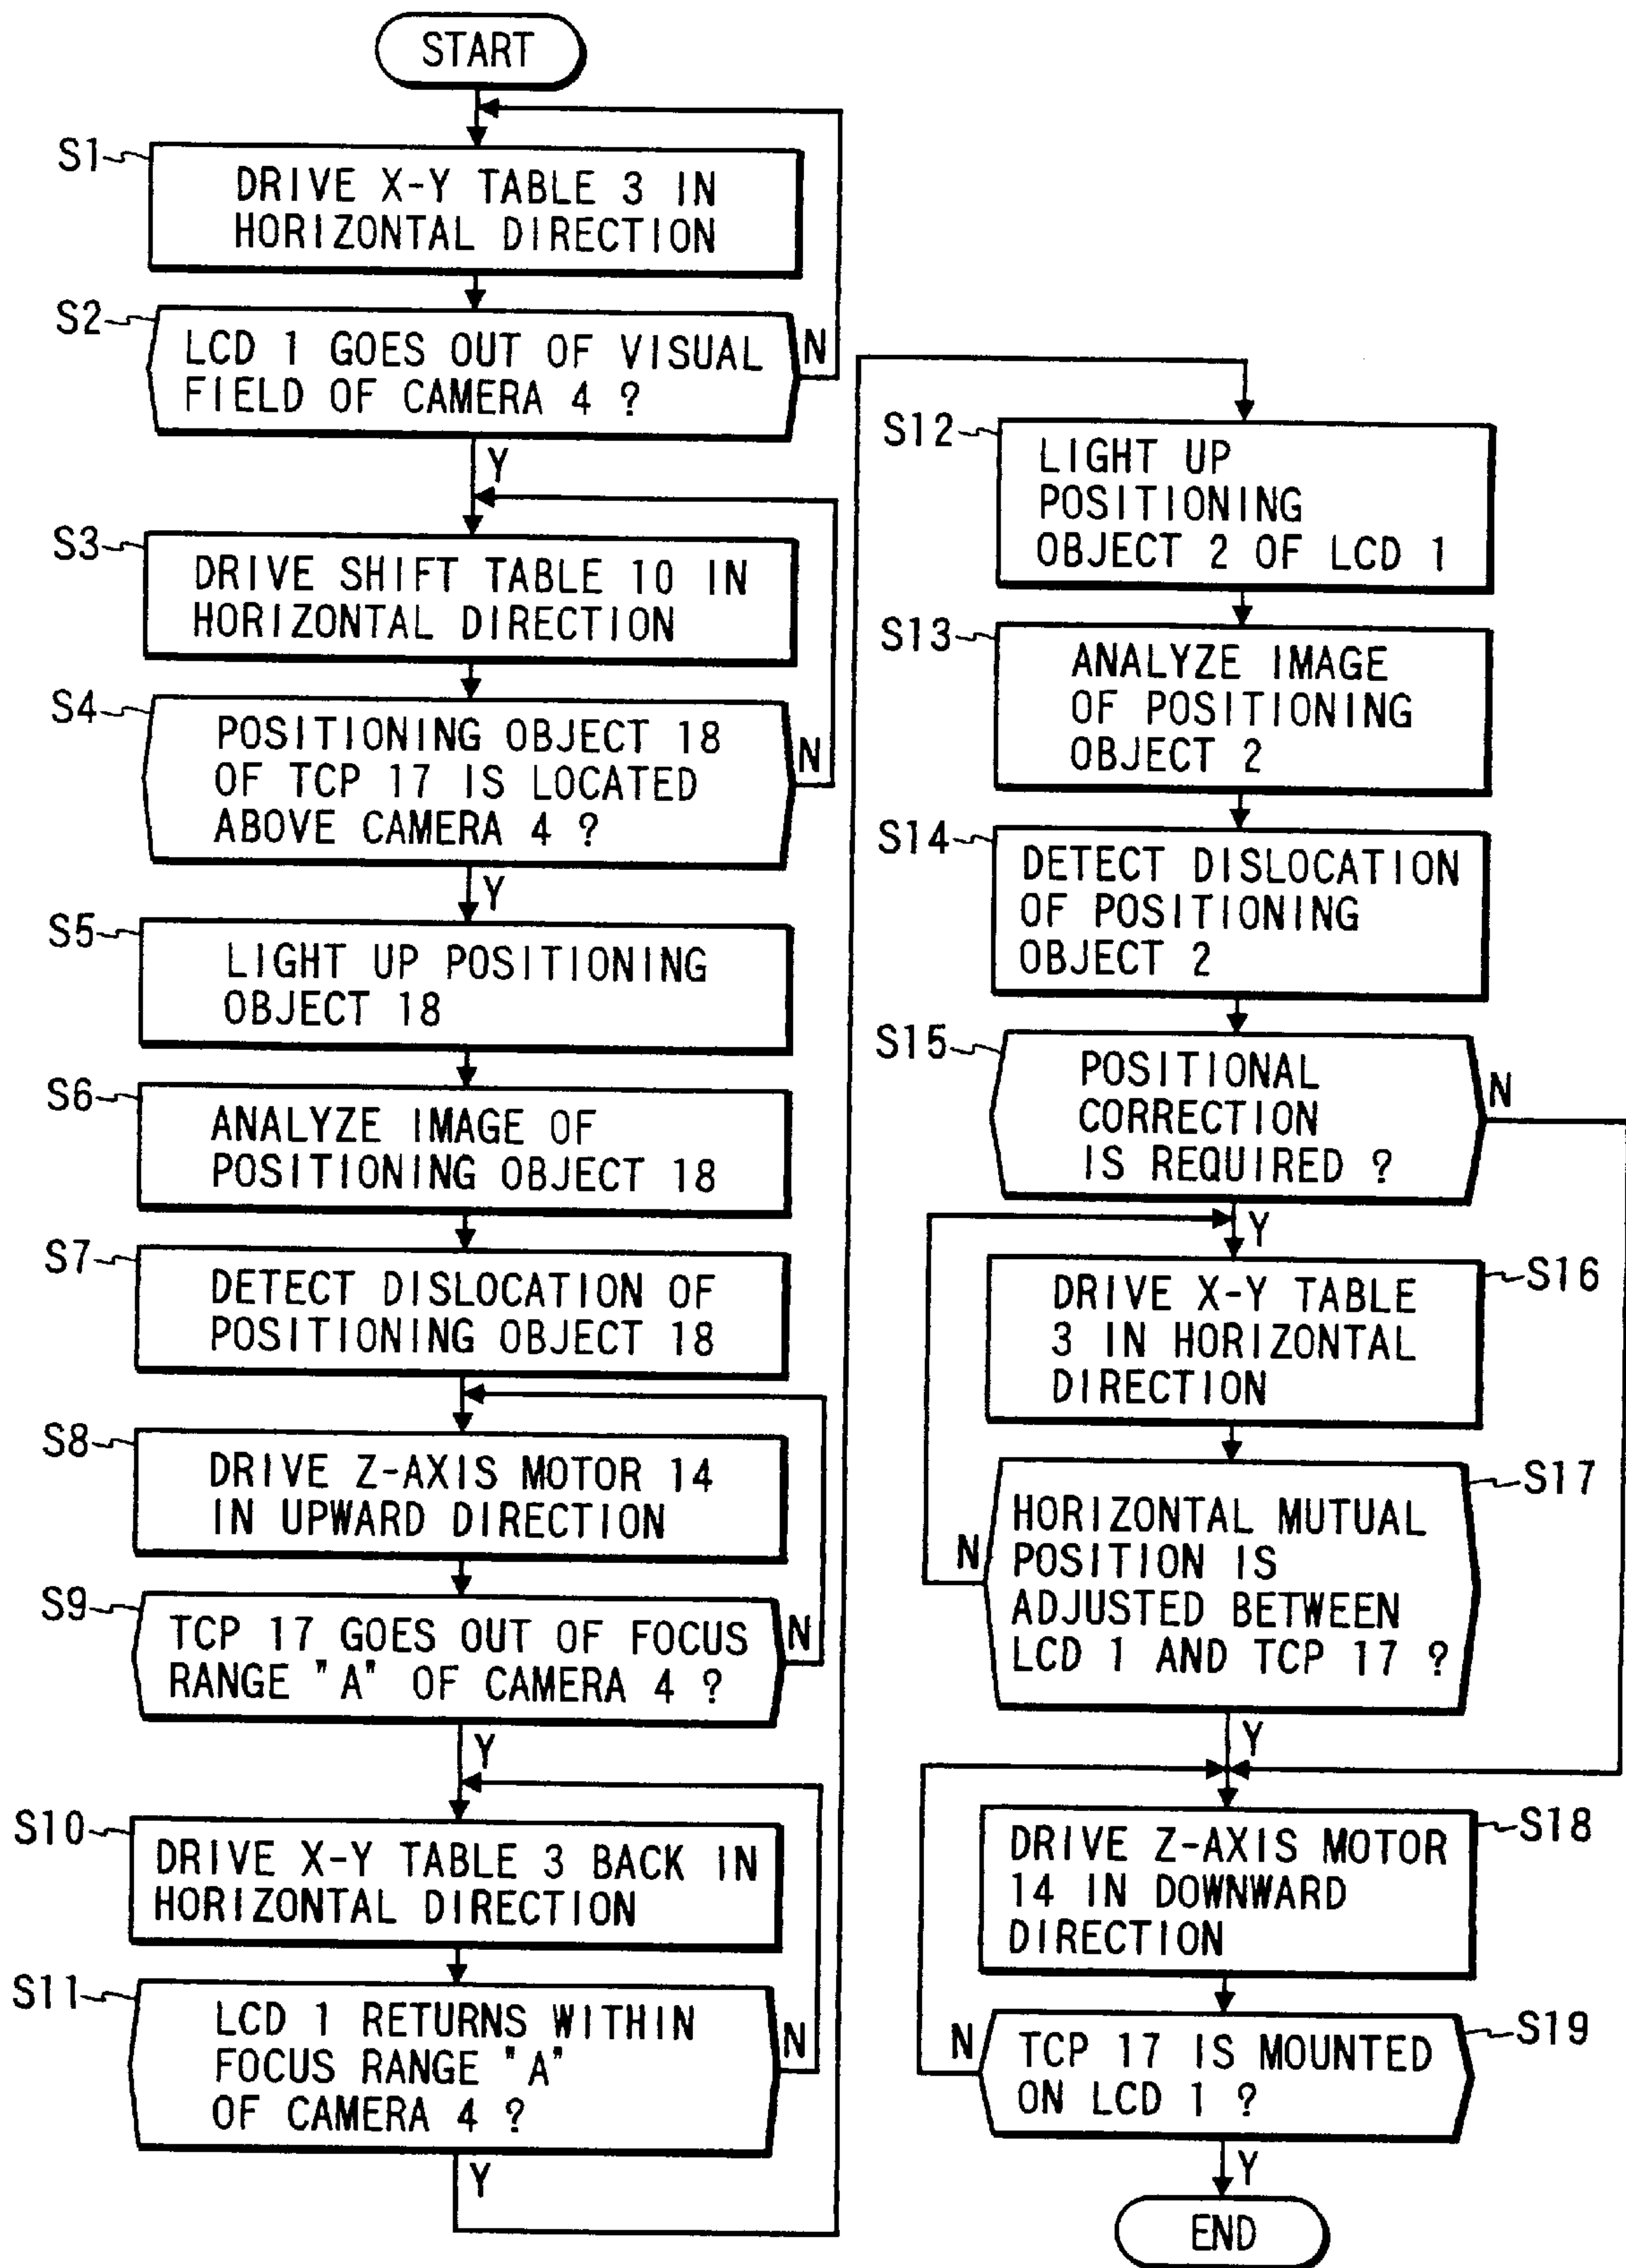 START
S1
DRIVE X-Y TABLE 3 IN
HORIZONTAL DIRECTION
S2
LCD 1 GOES OUT OF VISUAL
FIELD OF CAMERA 4 ?
N
Y
S3
DRIVE SHIFT TABLE 10 IN
HORIZONTAL DIRECTION
S4
POSITIONING OBJECT 18
OF TCP 17 IS LOCATED
ABOVE CAMERA 4 ?
N
Y
S5
LIGHT UP POSITIONING
OBJECT 18
S6
ANALYZE IMAGE OF
POSITIONING OBJECT 18
S7
DETECT DISLOCATION OF
POSITIONING OBJECT 18
S8
DRIVE Z-AXIS MOTOR 14
IN UPWARD DIRECTION
S9
TCP 17 GOES OUT OF FOCUS
RANGE "A" OF CAMERA 4 ?
N
Y
S10
DRIVE X-Y TABLE 3 BACK IN
HORIZONTAL DIRECTION
S11
LCD 1 RETURNS WITHIN
FOCUS RANGE "A"
OF CAMERA 4 ?
N
Y
S12
LIGHT UP
POSITIONING
OBJECT 2 OF LCD 1
S13
ANALYZE IMAGE
OF POSITIONING
OBJECT 2
S14
DETECT DISLOCATION
OF POSITIONING
OBJECT 2
S15
POSITIONAL
CORRECTION
IS REQUIRED ?
N
Y
S16
DRIVE X-Y TABLE
3 IN HORIZONTAL
DIRECTION
S17
HORIZONTAL MUTUAL
POSITION IS
ADJUSTED BETWEEN
LCD 1 AND TCP 17 ?
N
Y
S18
DRIVE Z-AXIS MOTOR
14 IN DOWNWARD
DIRECTION
S19
TCP 17 IS MOUNTED
ON LCD 1 ?
N
Y
END